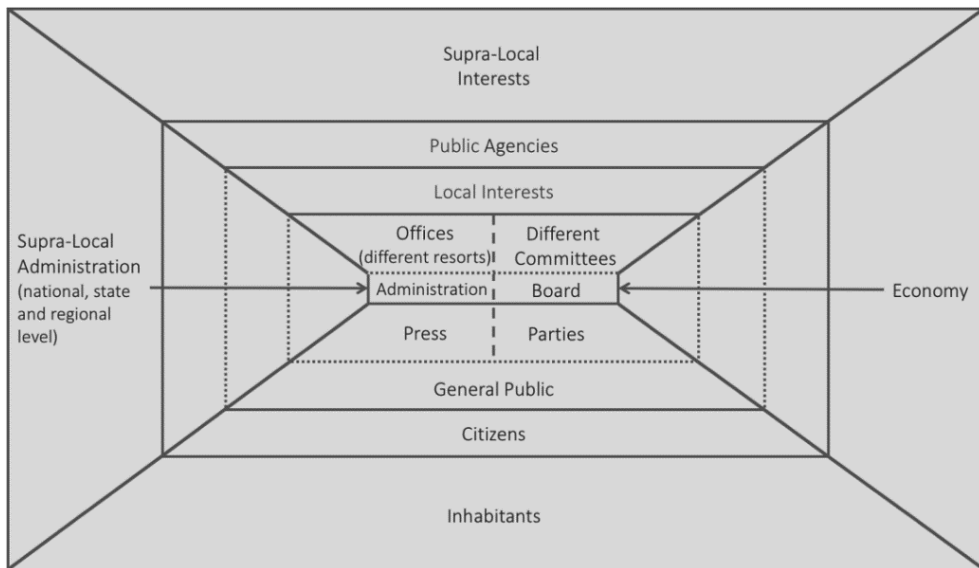 Supra-Local
Interests
Public Agencies
Local Interests
Offices
(different resorts)
Different
Committees
Supra-Local
Administration
(national, state
and regional
level)
Administration
Board
Economy
Press
Parties
General Public
Citizens
Inhabitants